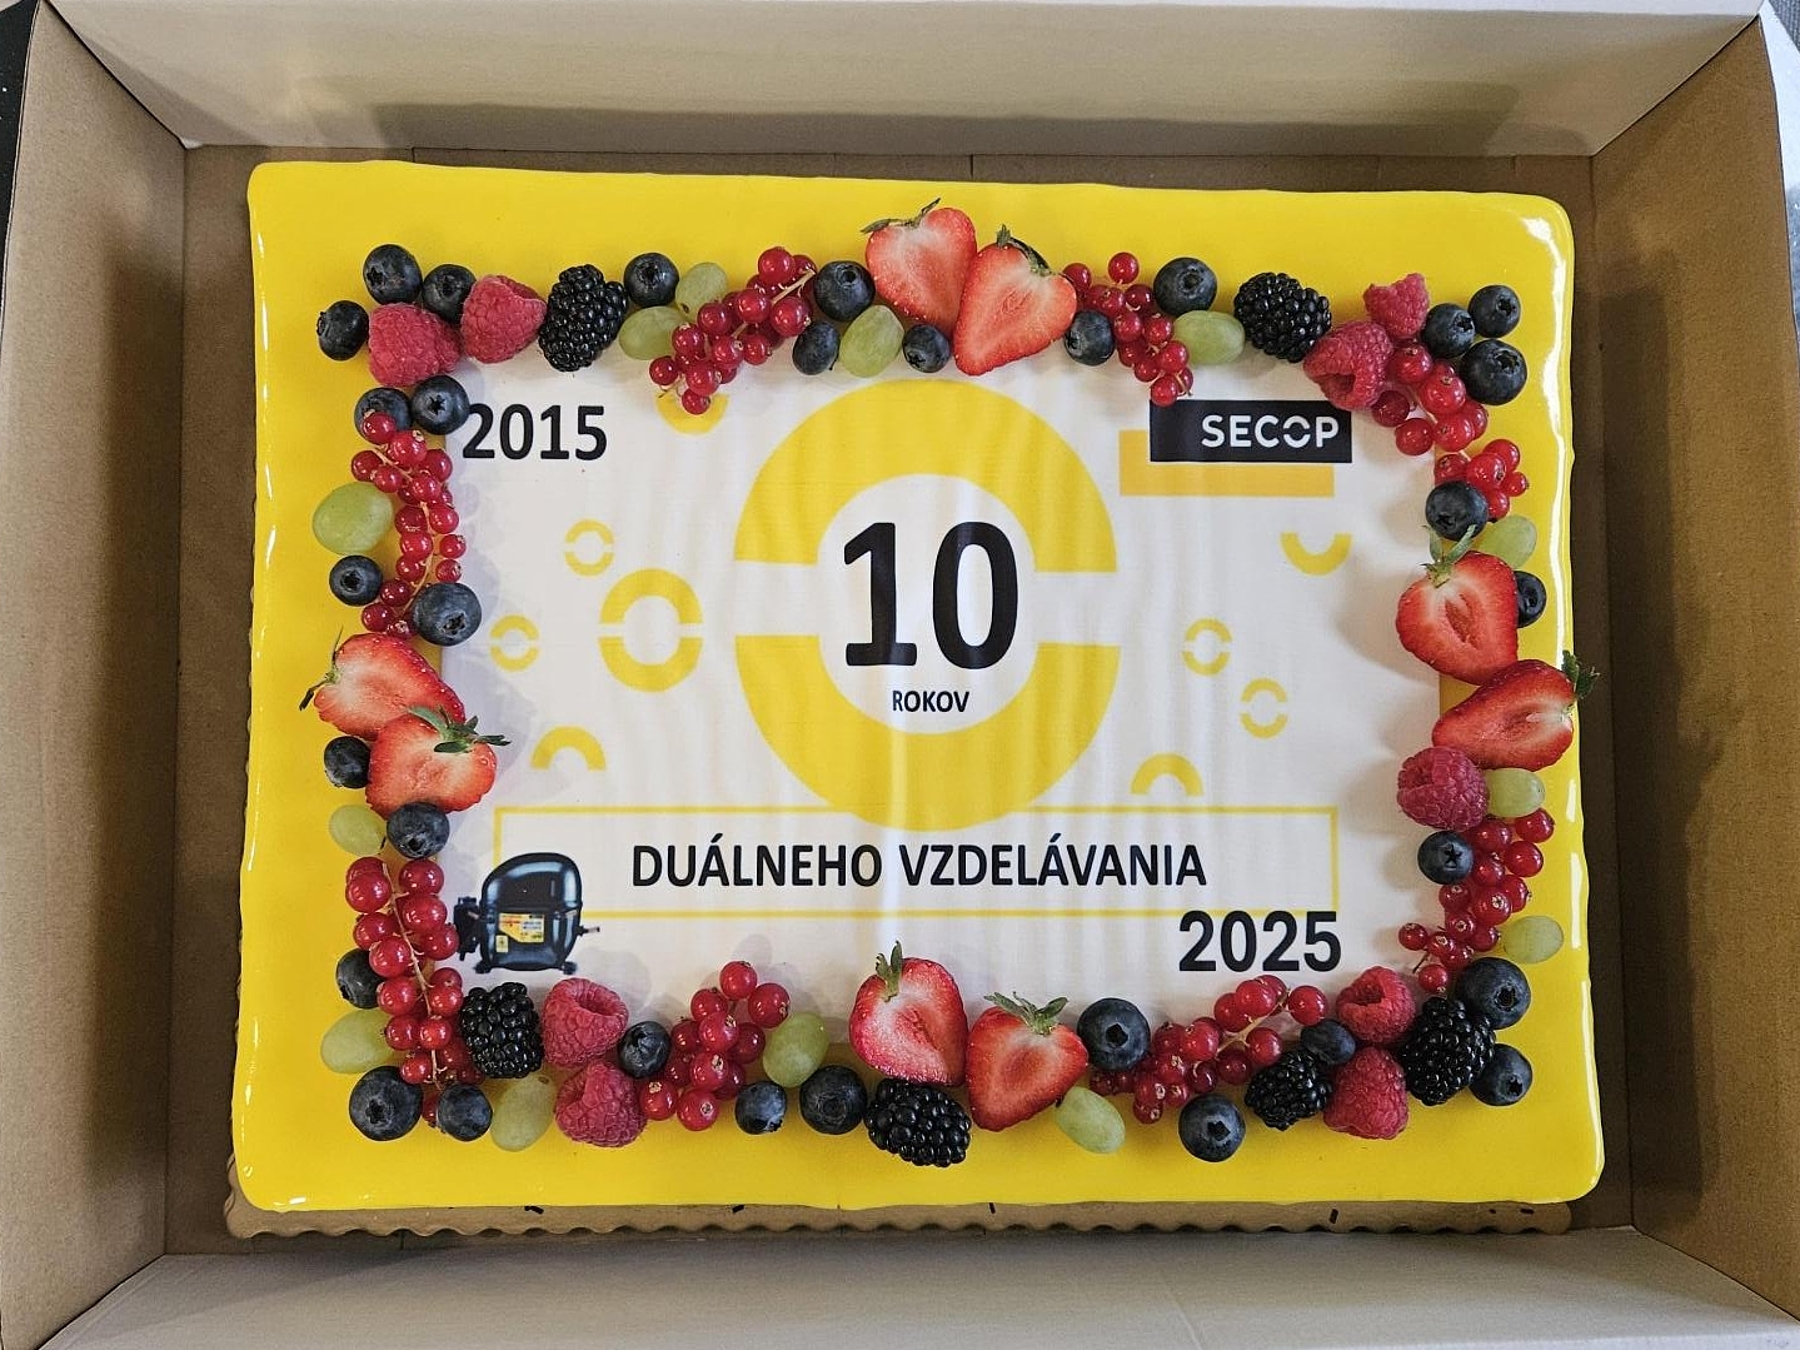 2015
SECOP
10
ROKOV
DUÁLNEHO VZDELÁVANIA
2025